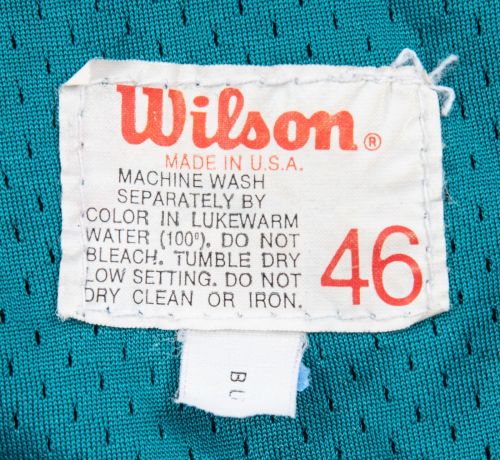 Wilson®
MADE IN U.S.A.
MACHINE WASH
SEPARATELY BY
COLOR IN LUKEWARM
WATER (100°). DO NOT
BLEACH. TUMBLE DRY
LOW SETTING. DO NOT
DRY CLEAN OR IRON.
46
BU